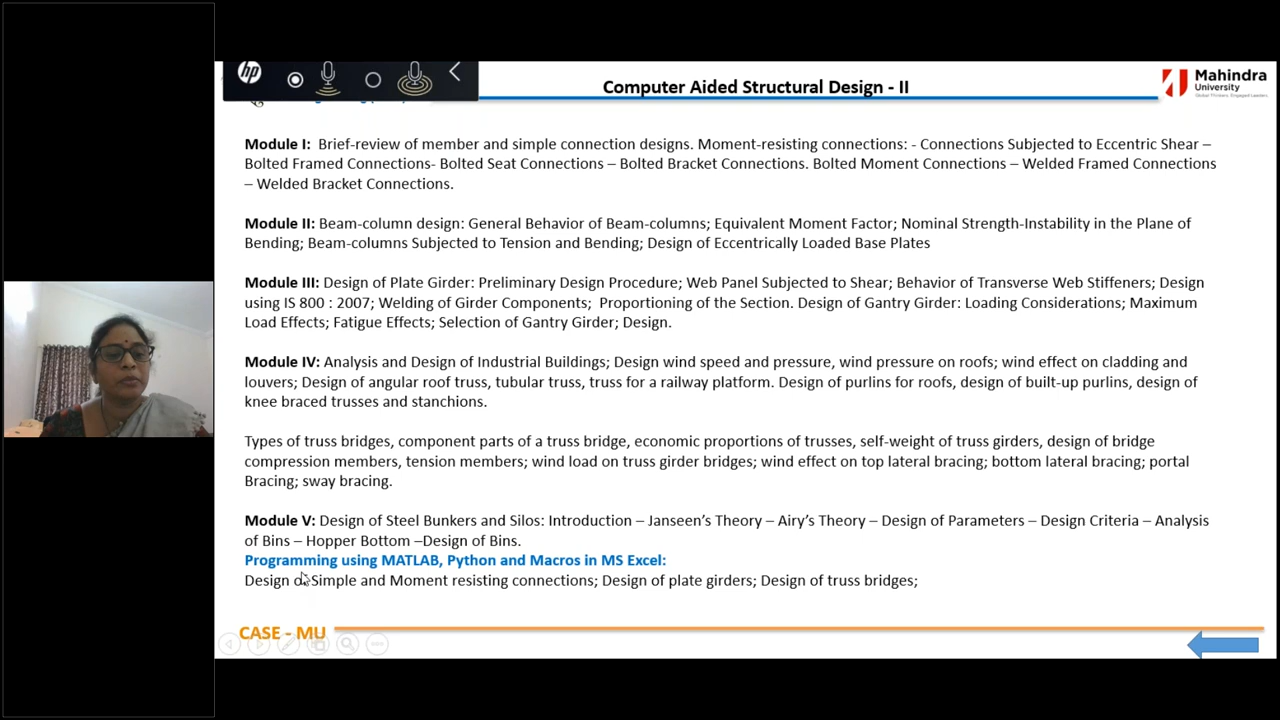 hp
Computer Aided Structural Design - II
Mahindra
University
Global Thinkers. Engaged Leaders.
Module I: Brief-review of member and simple connection designs. Moment-resisting connections: - Connections Subjected to Eccentric Shear –
Bolted Framed Connections- Bolted Seat Connections – Bolted Bracket Connections. Bolted Moment Connections – Welded Framed Connections
– Welded Bracket Connections.
Module II: Beam-column design: General Behavior of Beam-columns; Equivalent Moment Factor; Nominal Strength-Instability in the Plane of
Bending; Beam-columns Subjected to Tension and Bending; Design of Eccentrically Loaded Base Plates
Module III: Design of Plate Girder: Preliminary Design Procedure; Web Panel Subjected to Shear; Behavior of Transverse Web Stiffeners; Design
using IS 800 : 2007; Welding of Girder Components; Proportioning of the Section. Design of Gantry Girder: Loading Considerations; Maximum
Load Effects; Fatigue Effects; Selection of Gantry Girder; Design.
Module IV: Analysis and Design of Industrial Buildings; Design wind speed and pressure, wind pressure on roofs; wind effect on cladding and
louvers; Design of angular roof truss, tubular truss, truss for a railway platform. Design of purlins for roofs, design of built-up purlins, design of
knee braced trusses and stanchions.
Types of truss bridges, component parts of a truss bridge, economic proportions of trusses, self-weight of truss girders, design of bridge
compression members, tension members; wind load on truss girder bridges; wind effect on top lateral bracing; bottom lateral bracing; portal
Bracing; sway bracing.
Module V: Design of Steel Bunkers and Silos: Introduction – Janseen's Theory – Airy's Theory – Design of Parameters – Design Criteria – Analysis
of Bins – Hopper Bottom –Design of Bins.
Programming using MATLAB, Python and Macros in MS Excel:
Design of Simple and Moment resisting connections; Design of plate girders; Design of truss bridges;
CASE - MU